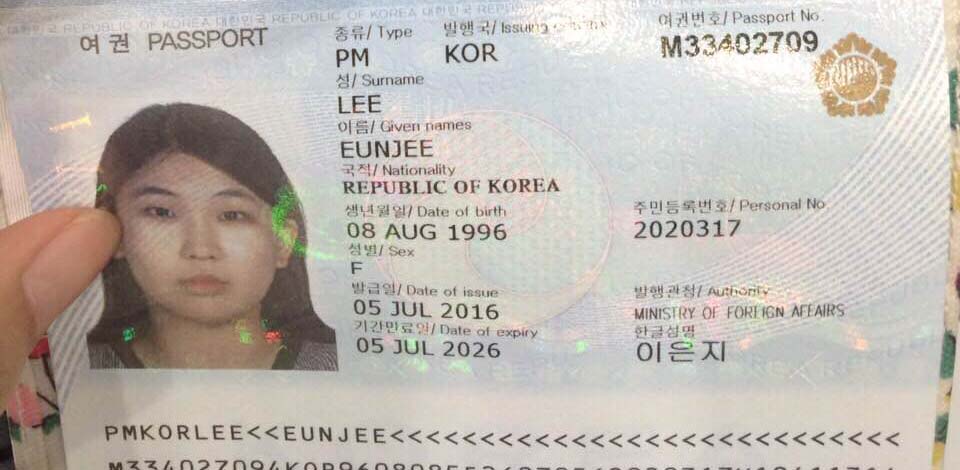 REPUBLIC OF KOREA 대한민국 REPUBLIC OF KOREA 대한민국
여권 PASSPORT
종류/ Type 발행국/ Issuing 여권번호/ Passport No.
PM KOR M33402709
성/ Surname
LEE
이름/ Given names
EUNJEE
국적/ Nationality
REPUBLIC OF KOREA
생년월일/ Date of birth 주민등록번호/ Personal No.
08 AUG 1996 2020317
성별/ Sex
F
발급일/ Date of issue 발행관청/ Authority
05 JUL 2016 MINISTRY OF FOREIGN AFFAIRS
기간만료일/ Date of expiry 한글성명
05 JUL 2026 이은지
PMKORLEE<<EUNJEE<<<<<<<<<<<<<<<<<<<<<<<<<<<<